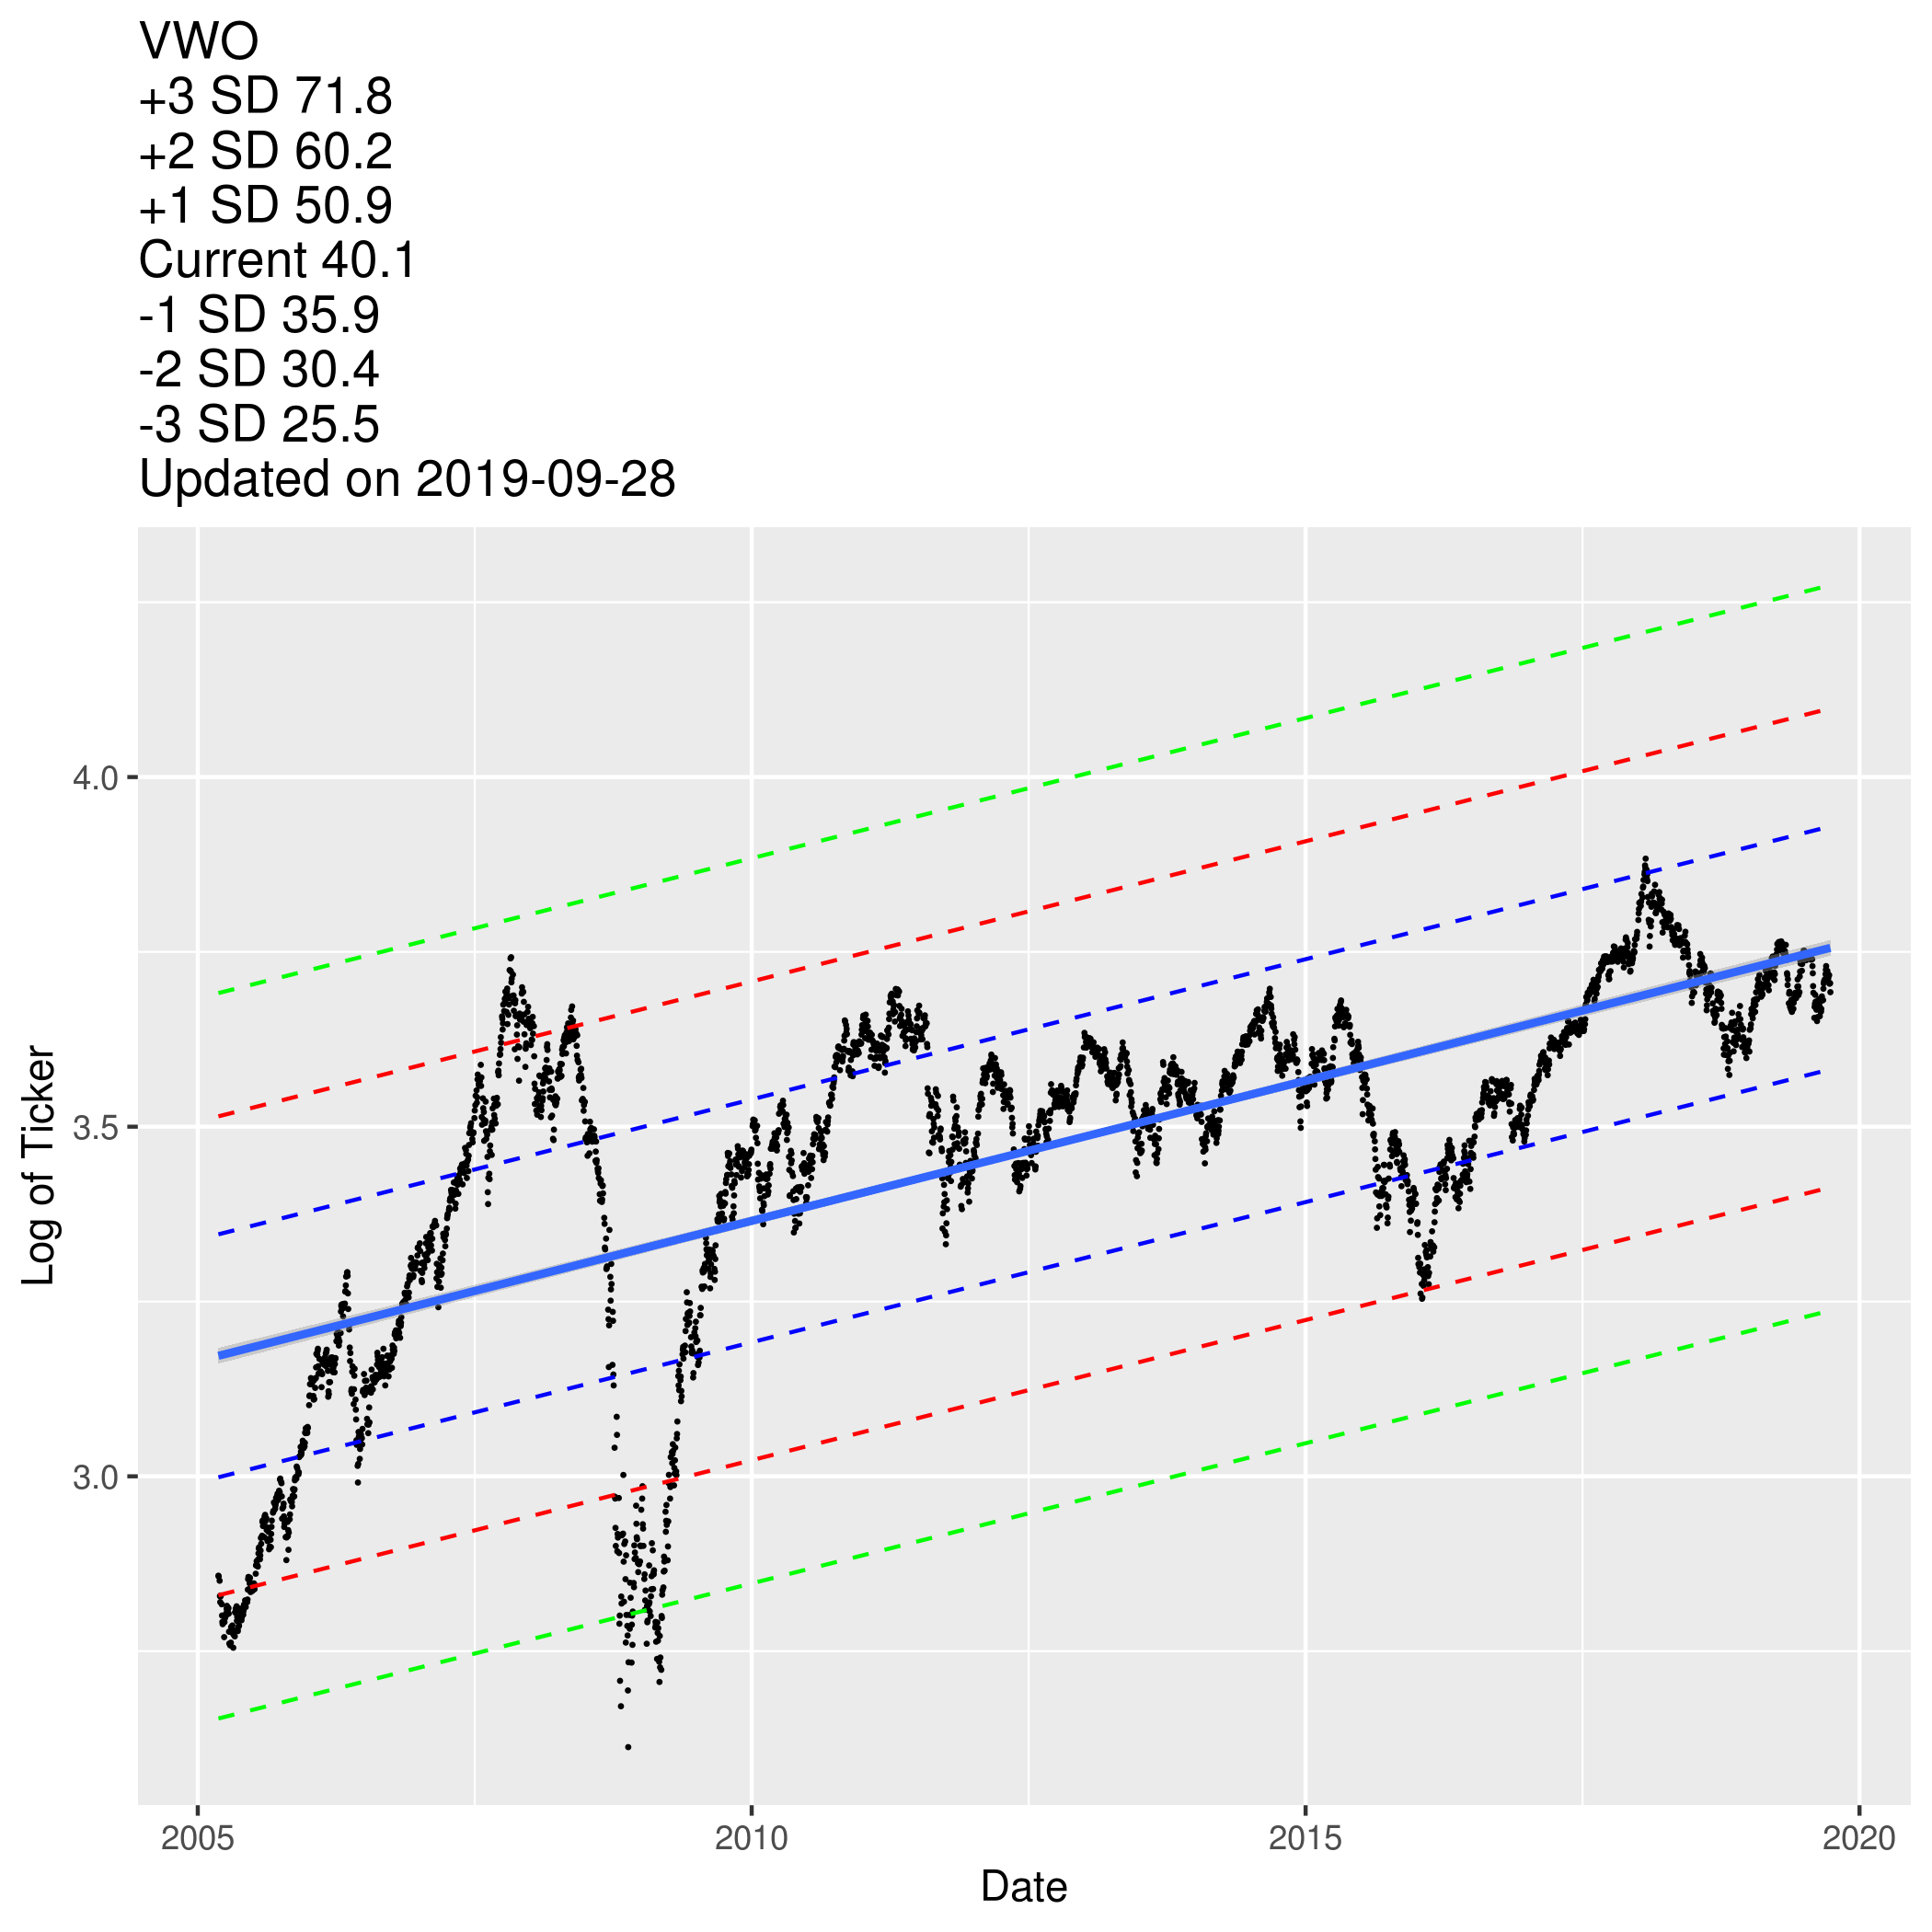 VWO
+3 SD 71.8
+2 SD 60.2
+1 SD 50.9
Current 40.1
-1 SD 35.9
-2 SD 30.4
-3 SD 25.5
Updated on 2019-09-28
4.0
3.5
3.0
Log of Ticker
2005 2010 2015 2020
Date